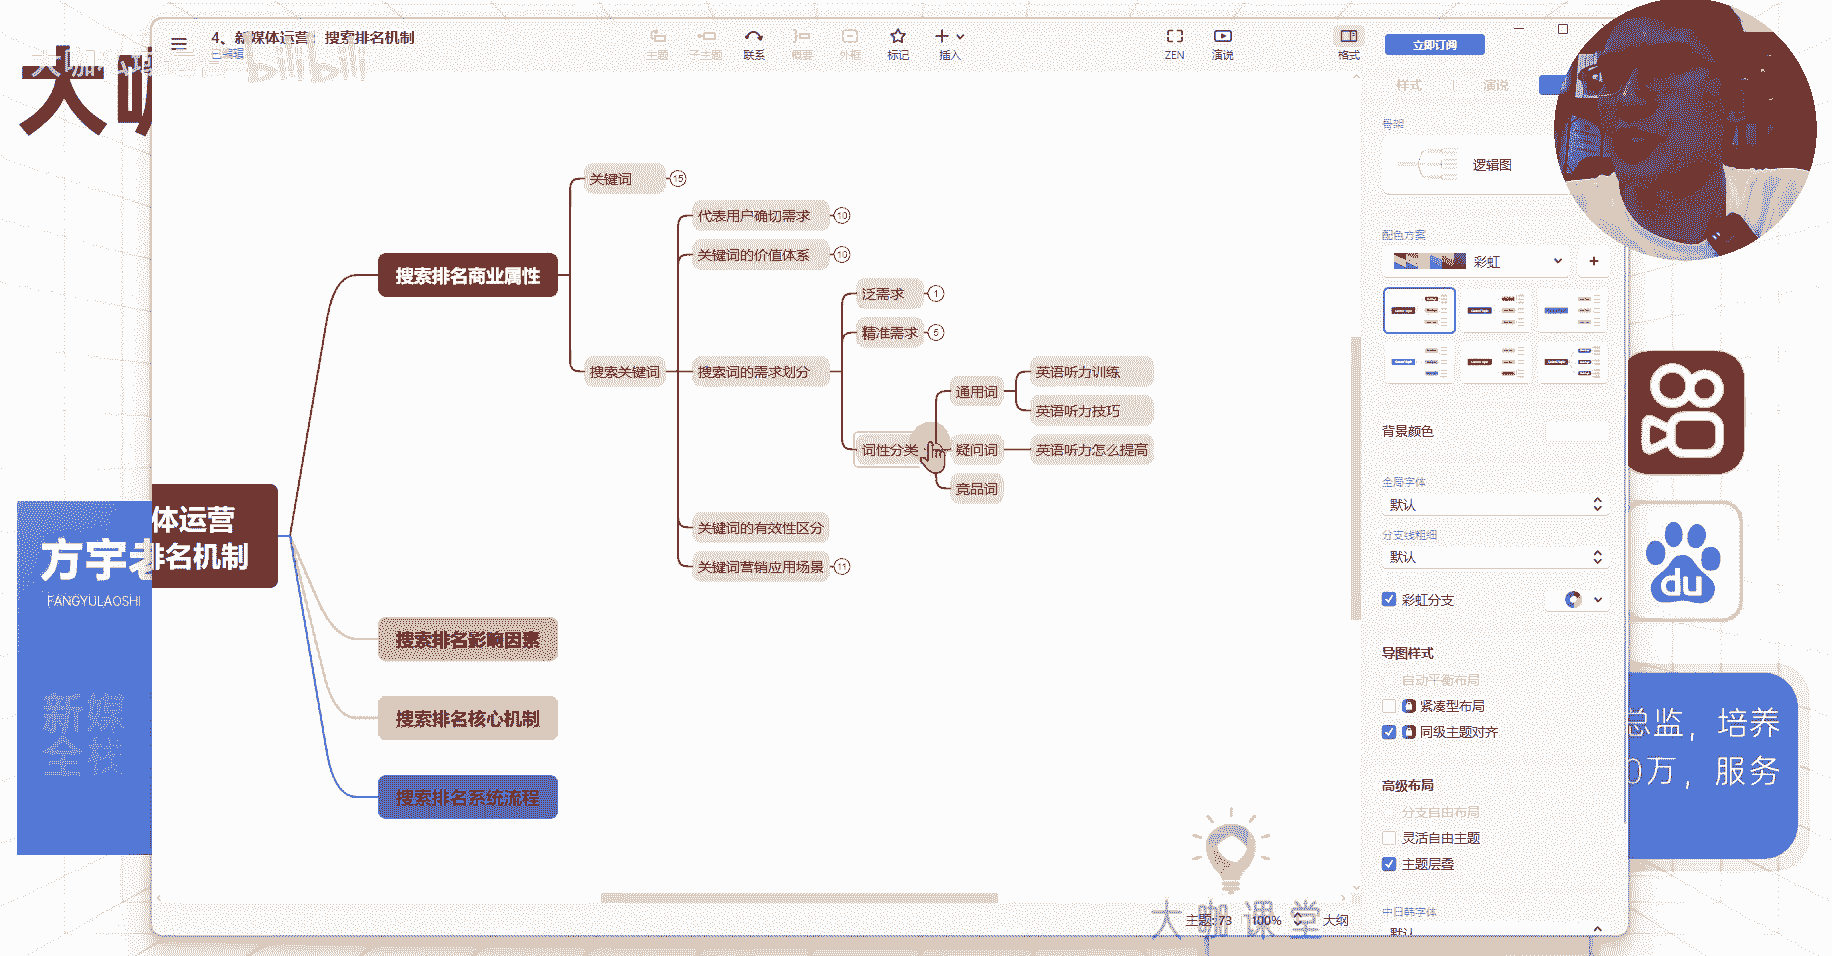 4、新媒体运营：搜索排名机制
已编辑
bilibili
主题
子主题
联系
概要
外框
标记
插入
ZEN
演说
格式
立即订阅
样式
演说
大咖
骨架
逻辑图
配色方案
彩虹
背景颜色
全局字体
默认
分支线粗细
默认
彩虹分支
导图样式
自动平衡布局
紧凑型布局
同级主题对齐
高级布局
分支自由布局
灵活自由主题
主题层叠
中日韩字体
默认
体运营
排名机制
搜索排名商业属性
关键词
15
搜索关键词
代表用户确切需求
10
关键词的价值体系
10
搜索词的需求划分
泛需求
1
精准需求
5
词性分类
通用词
英语听力训练
英语听力技巧
疑问词
英语听力怎么提高
竞品词
关键词的有效性区分
关键词营销应用场景
11
搜索排名影响因素
搜索排名核心机制
搜索排名系统流程
方宇老
FANGYULAOSHI
新媒
全栈
du
总监，培养
0万，服务
大咖课堂
主题: 73
100%
大纲